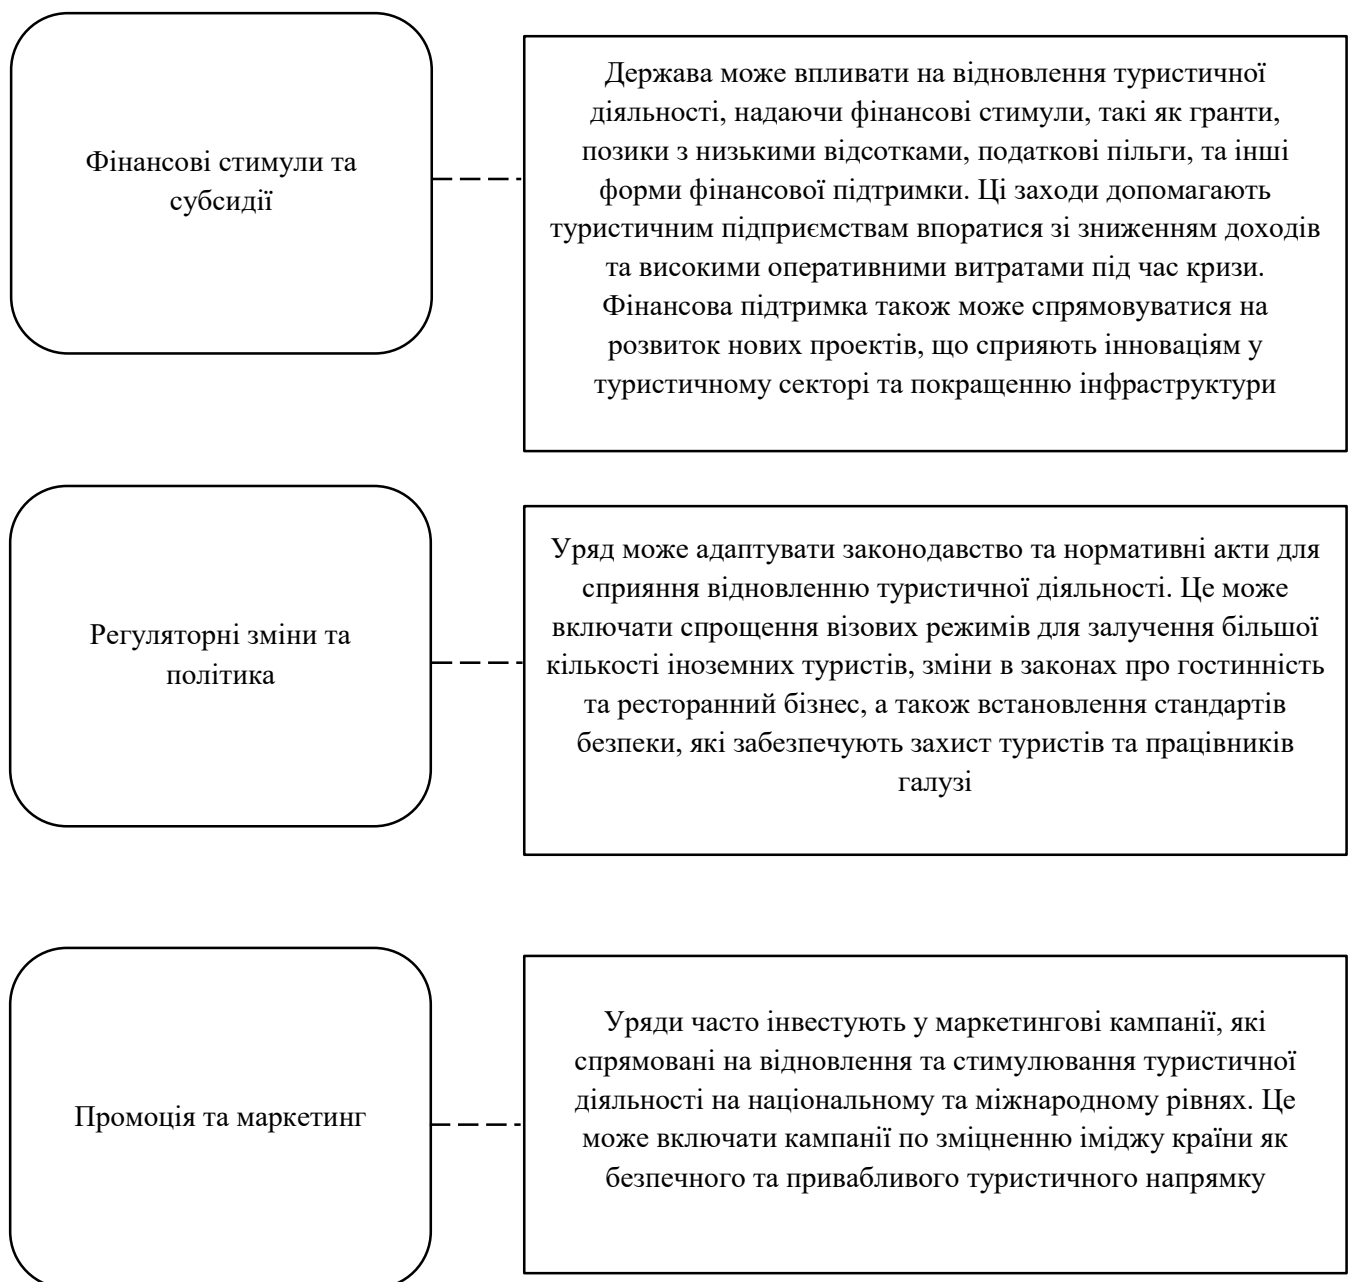 Фінансові стимули та
субсидії
Держава може впливати на відновлення туристичної
діяльності, надаючи фінансові стимули, такі як гранти,
позики з низькими відсотками, податкові пільги, та інші
форми фінансової підтримки. Ці заходи допомагають
туристичним підприємствам впоратися зі зниженням доходів
та високими оперативними витратами під час кризи.
Фінансова підтримка також може спрямовуватися на
розвиток нових проектів, що сприяють інноваціям у
туристичному секторі та покращенню інфраструктури
Регуляторні зміни та
політика
Уряд може адаптувати законодавство та нормативні акти для
сприяння відновленню туристичної діяльності. Це може
включати спрощення візових режимів для залучення більшої
кількості іноземних туристів, зміни в законах про гостинність
та ресторанний бізнес, а також встановлення стандартів
безпеки, які забезпечують захист туристів та працівників
галузі
Промоція та маркетинг
Уряди часто інвестують у маркетингові кампанії, які
спрямовані на відновлення та стимулювання туристичної
діяльності на національному та міжнародному рівнях. Це
може включати кампанії по зміцненню іміджу країни як
безпечного та привабливого туристичного напрямку